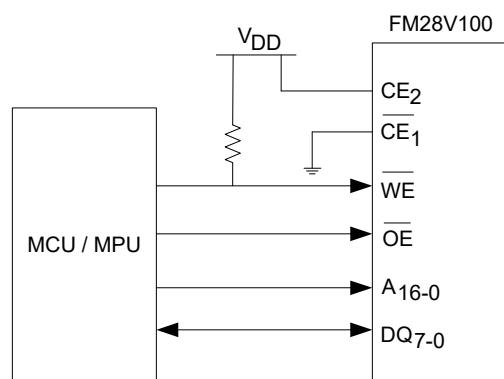 FM28V100
VDD
CE2
CE1
WE
MCU / MPU
OE
A16-0
DQ7-0